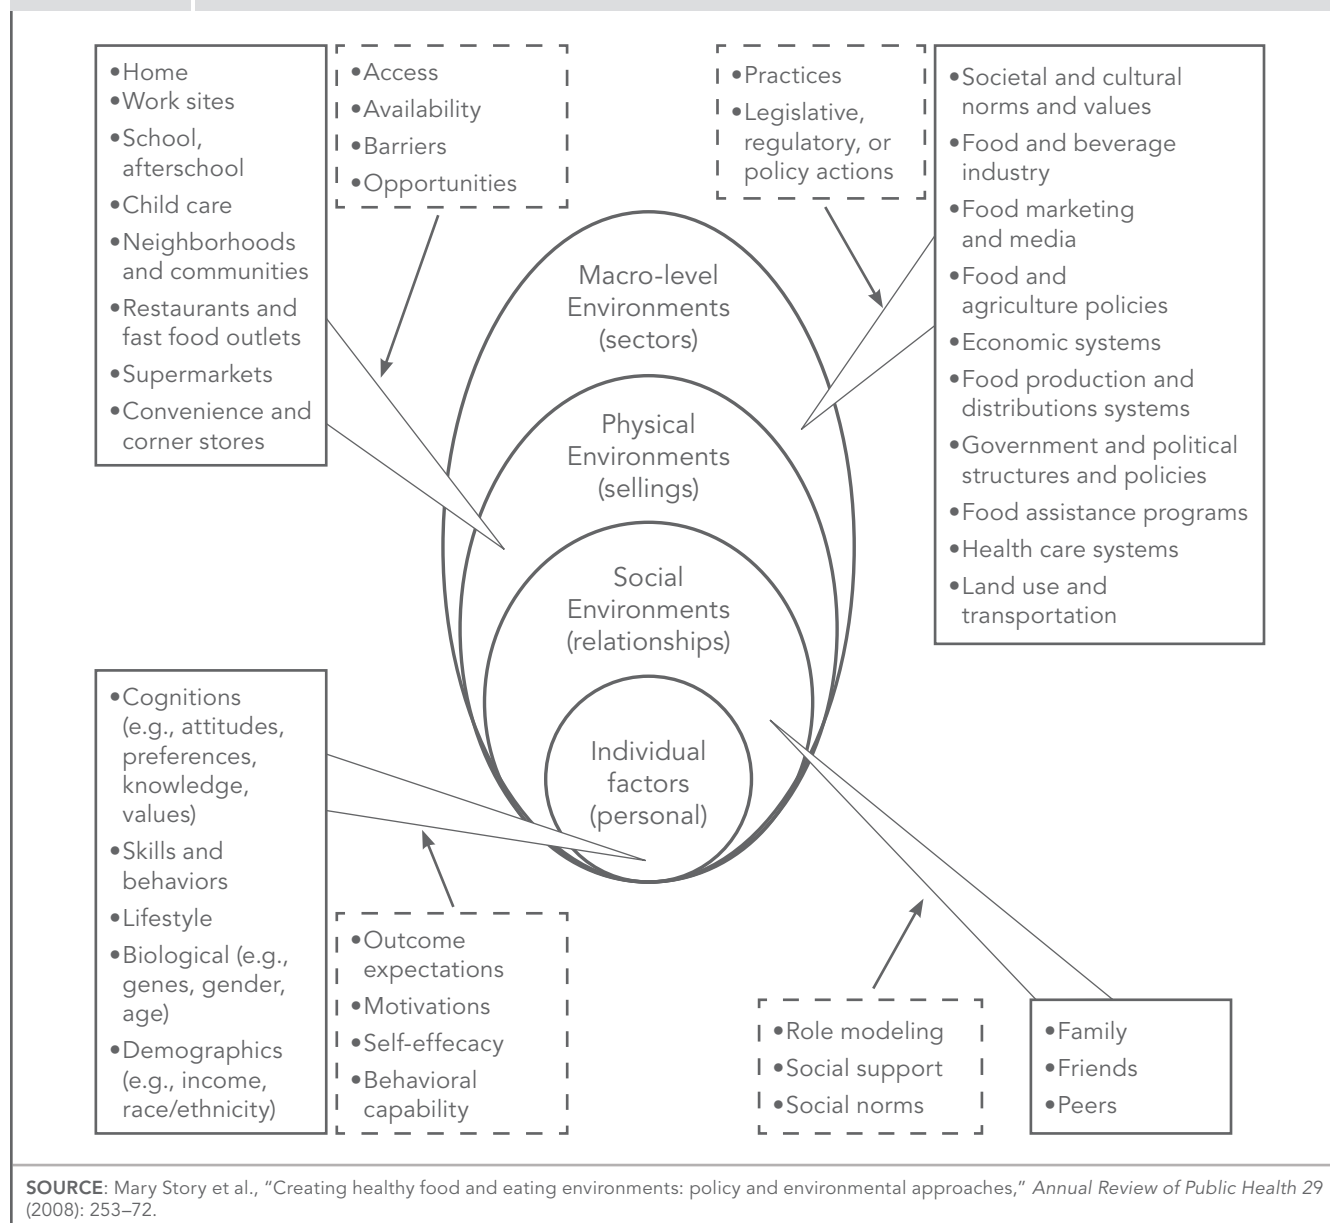 •Home
•Work sites
•School,
afterschool
•Child care
•Neighborhoods
and communities
•Restaurants and
fast food outlets
•Supermarkets
•Convenience and
corner stores
•Access
•Availability
•Barriers
•Opportunities
•Practices
•Legislative,
regulatory, or
policy actions
•Societal and cultural
norms and values
•Food and beverage
industry
•Food marketing
and media
•Food and
agriculture policies
•Economic systems
•Food production and
distributions systems
•Government and political
structures and policies
•Food assistance programs
•Health care systems
•Land use and
transportation
Macro-level
Environments
(sectors)
Physical
Environments
(sellings)
Social
Environments
(relationships)
Individual
factors
(personal)
•Cognitions
(e.g., attitudes,
preferences,
knowledge,
values)
•Skills and
behaviors
•Lifestyle
•Biological (e.g.,
genes, gender,
age)
•Demographics
(e.g., income,
race/ethnicity)
•Outcome
expectations
•Motivations
•Self-effecacy
•Behavioral
capability
•Role modeling
•Social support
•Social norms
•Family
•Friends
•Peers
SOURCE: Mary Story et al., “Creating healthy food and eating environments: policy and environmental approaches,” Annual Review of Public Health 29
(2008): 253–72.